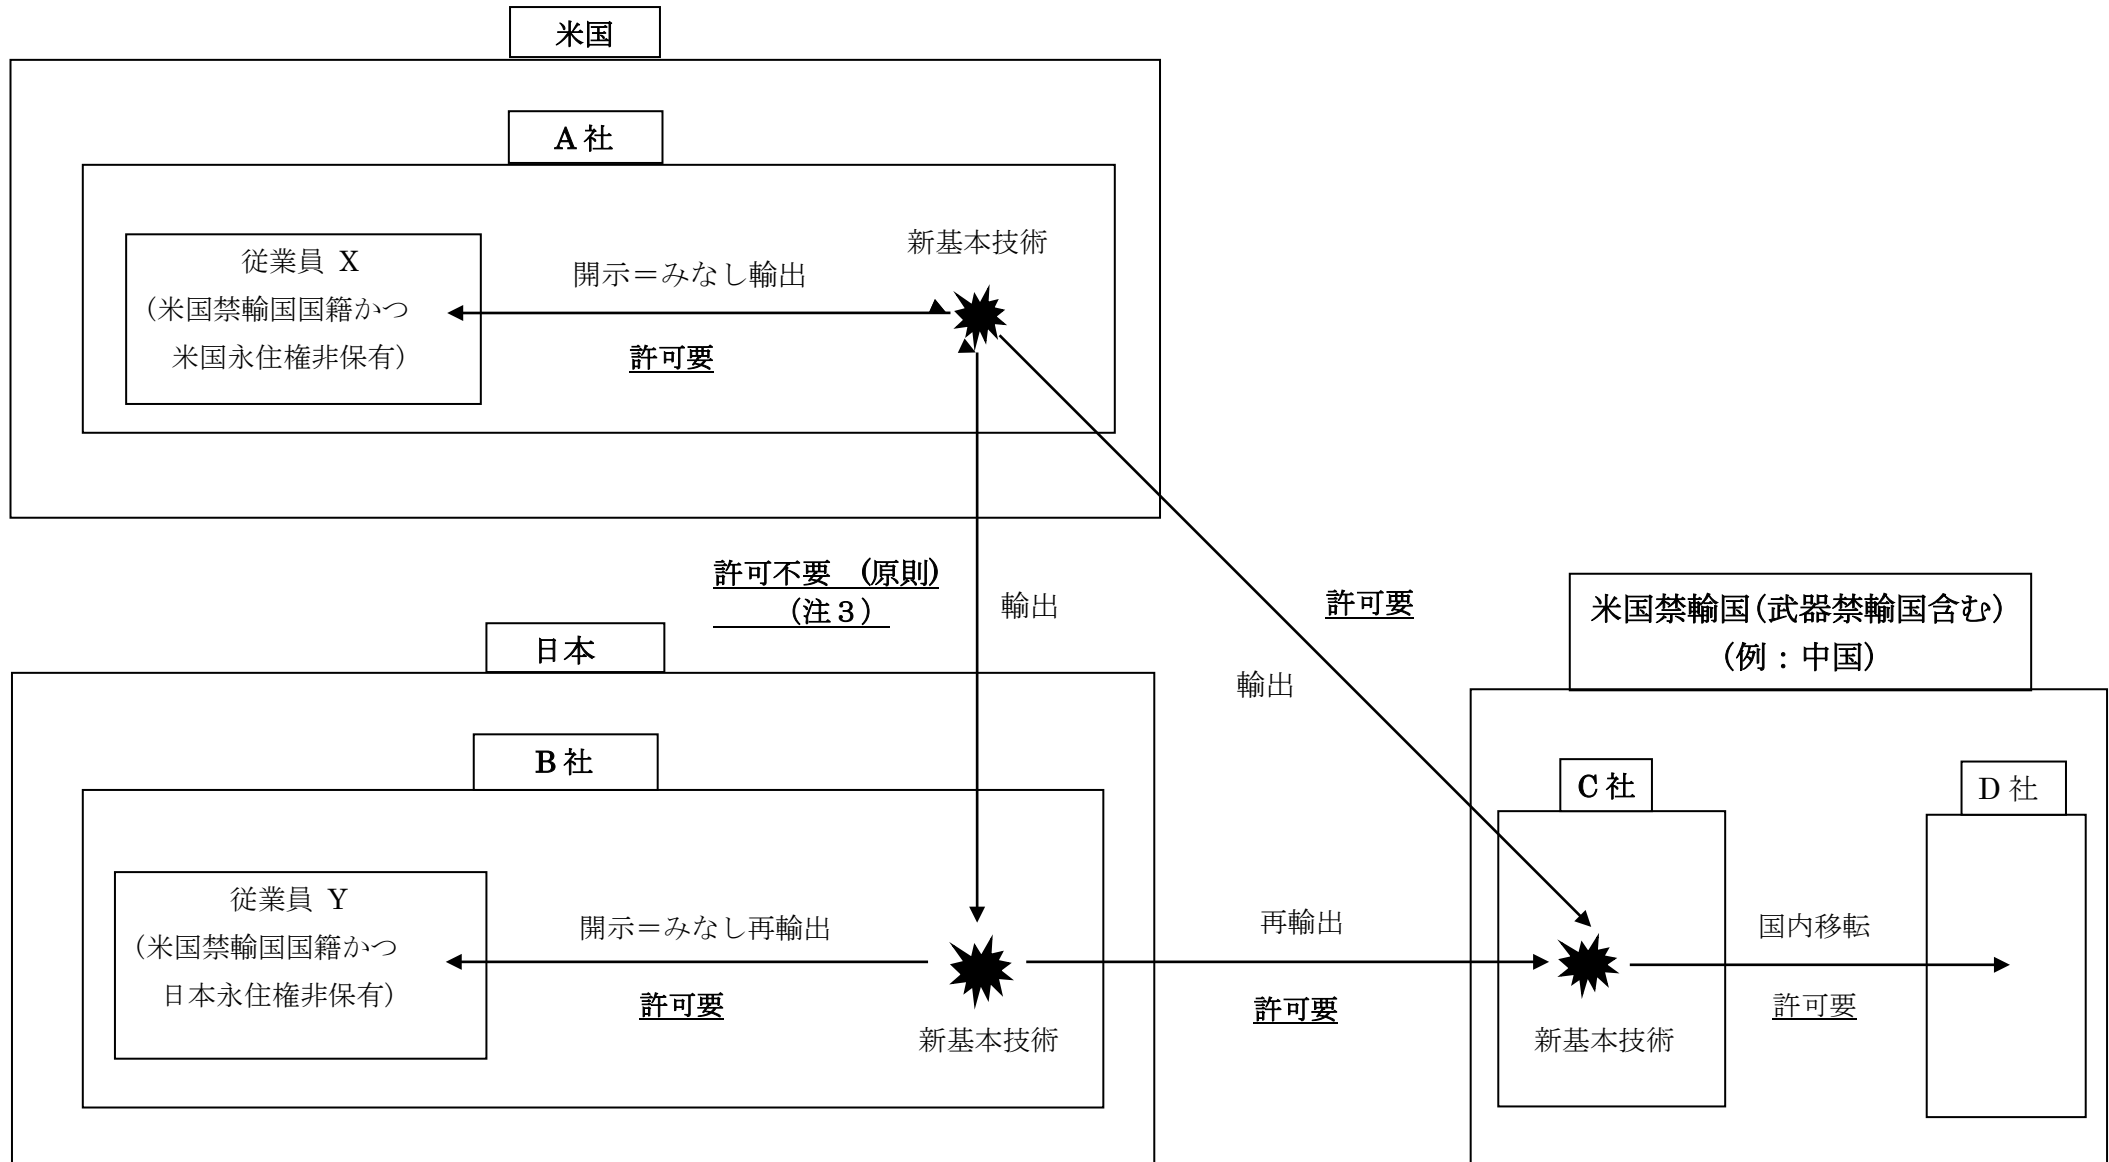 米国
A 社
新基本技術
従業員 X
(米国禁輸国国籍かつ
米国永住権非保有)
開示＝みなし輸出
許可要
許可不要 (原則)
(注３)
輸出
許可要
輸出
米国禁輸国(武器禁輸国含む)
(例：中国)
日本
B 社
従業員 Y
(米国禁輸国国籍かつ
日本永住権非保有)
開示＝みなし再輸出
許可要
新基本技術
再輸出
許可要
C 社
新基本技術
国内移転
許可要
D 社